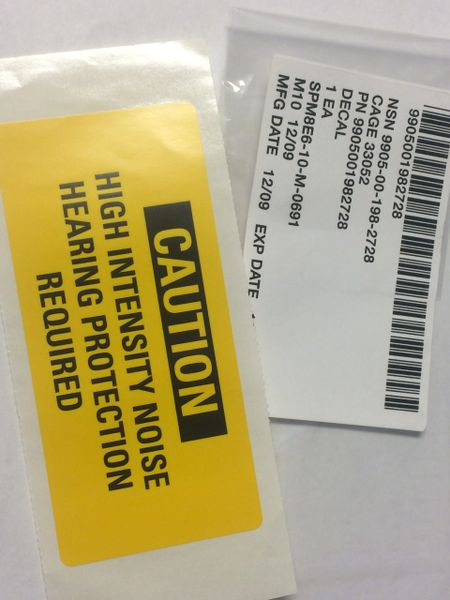 CAUTION
HIGH INTENSITY NOISE
HEARING PROTECTION
REQUIRED
9905001982728
NSN 9905-00-198-2728
CAGE 33052
PN 9905001982728
DECAL
1 EA
SPM8E6-10-M-0691
M10 12/09
MFG DATE 12/09 EXP DATE